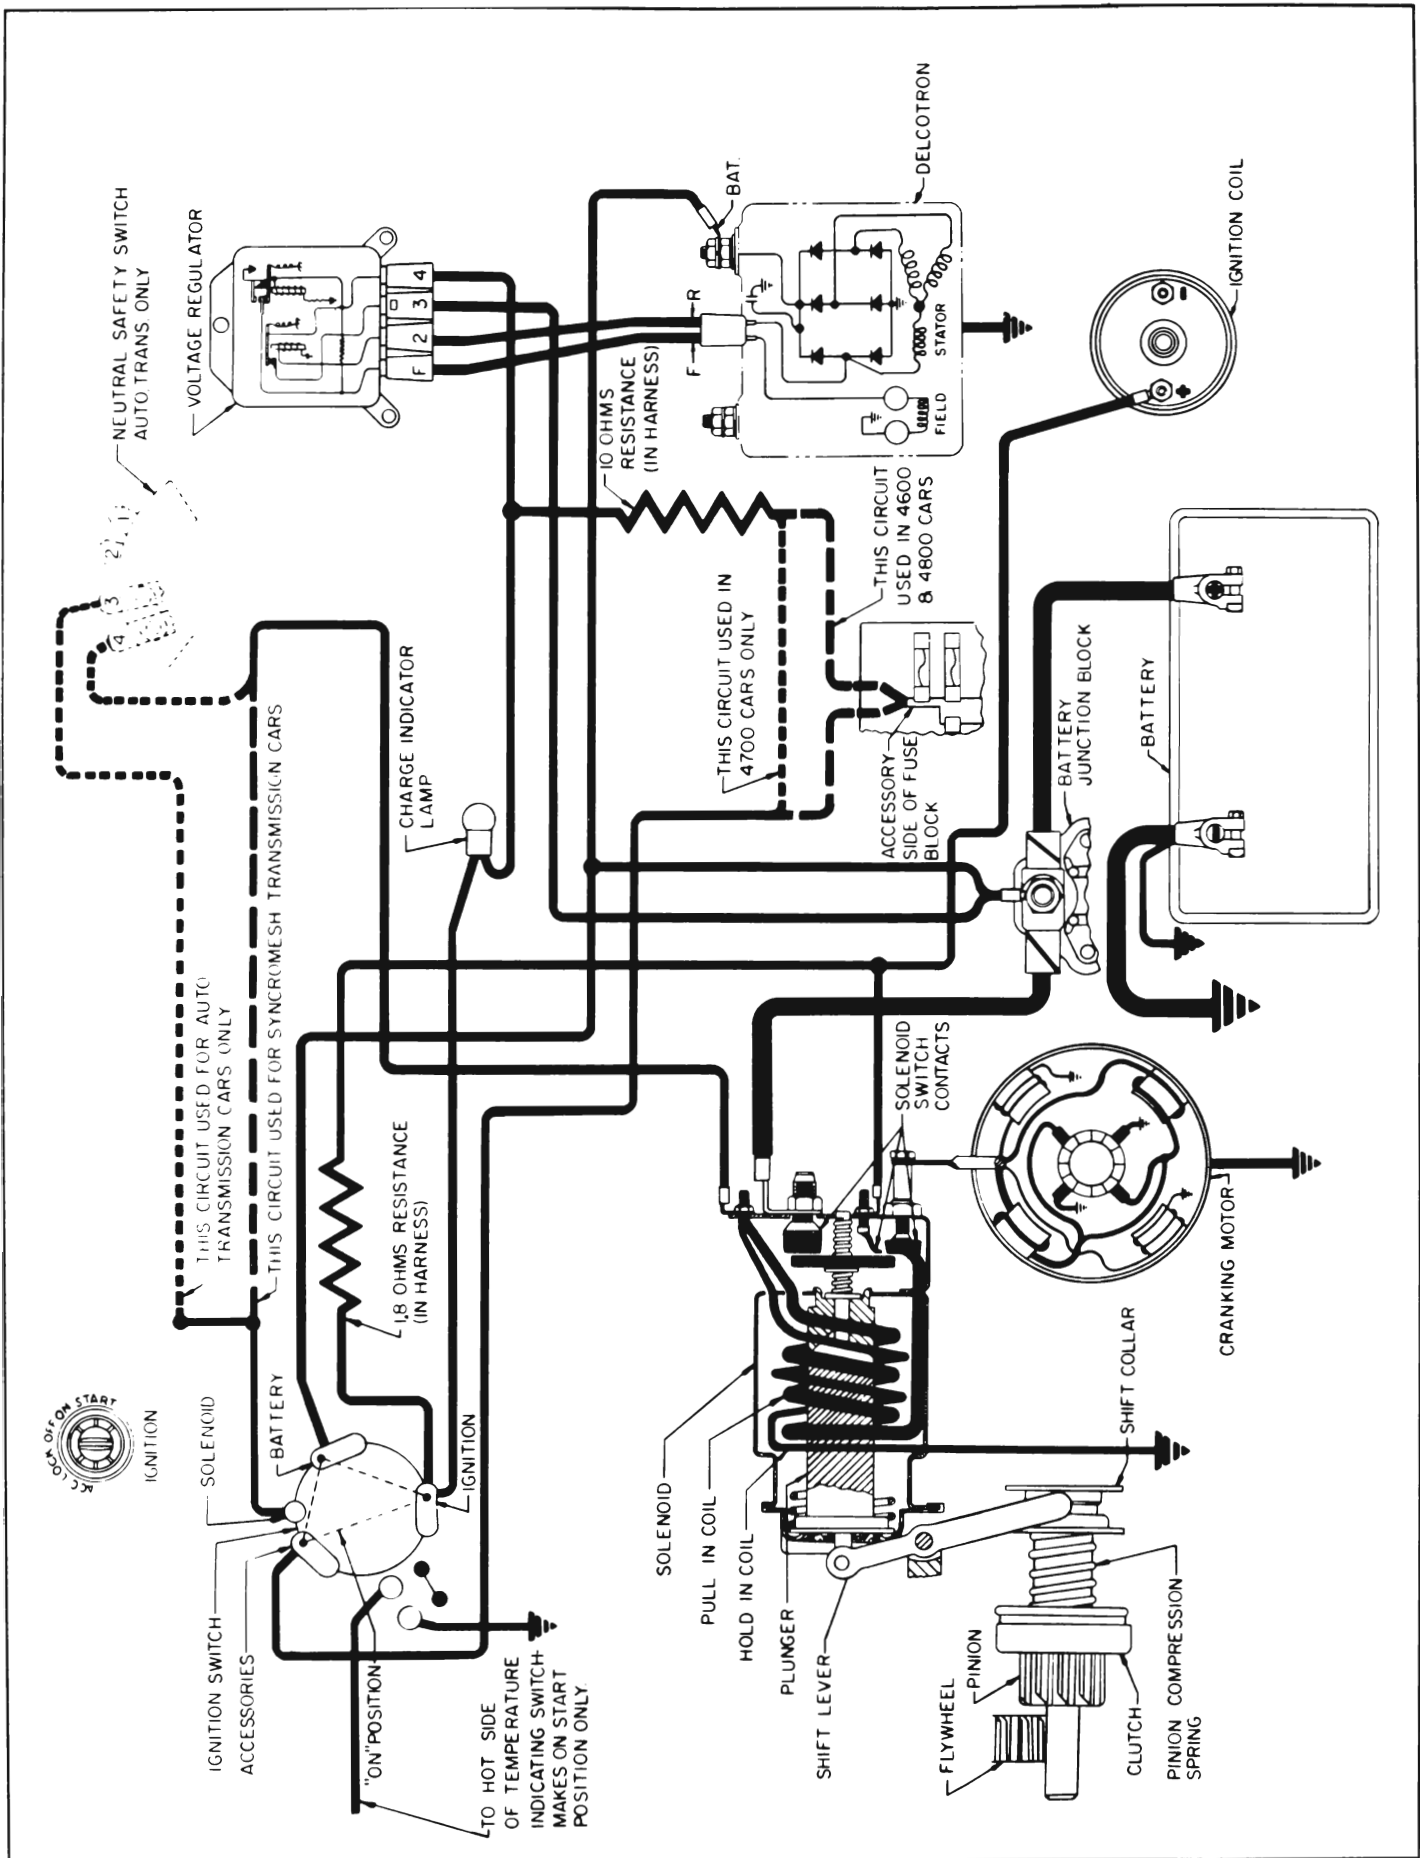 NEUTRAL SAFETY SWITCH
AUTO. TRANS. ONLY
VOLTAGE REGULATOR
F
2
3
4
4
3
2
1
THIS CIRCUIT USED FOR AUTO
TRANSMISSION CARS ONLY
THIS CIRCUIT USED FOR SYNCROMESH TRANSMISSION CARS
CHARGE INDICATOR
LAMP
10 OHMS
RESISTANCE
(IN HARNESS)
F
R
BAT.
DELCOTRON
FIELD
STATOR
IGNITION COIL
+
-
THIS CIRCUIT USED IN
4700 CARS ONLY
THIS CIRCUIT
USED IN 4600
& 4800 CARS
ACCESSORY
SIDE OF FUSE
BLOCK
BATTERY
JUNCTION BLOCK
BATTERY
+
-
ACC LOCK OFF ON START
IGNITION
SOLENOID
BATTERY
IGNITION SWITCH
ACCESSORIES
"ON" POSITION
IGNITION
1.8 OHMS RESISTANCE
(IN HARNESS)
TO HOT SIDE
OF TEMPERATURE
INDICATING SWITCH-
MAKES ON START
POSITION ONLY.
SOLENOID
SWITCH
CONTACTS
SOLENOID
PULL IN COIL
HOLD IN COIL
PLUNGER
SHIFT LEVER
CRANKING MOTOR
SHIFT COLLAR
FLYWHEEL
PINION
CLUTCH
PINION COMPRESSION
SPRING